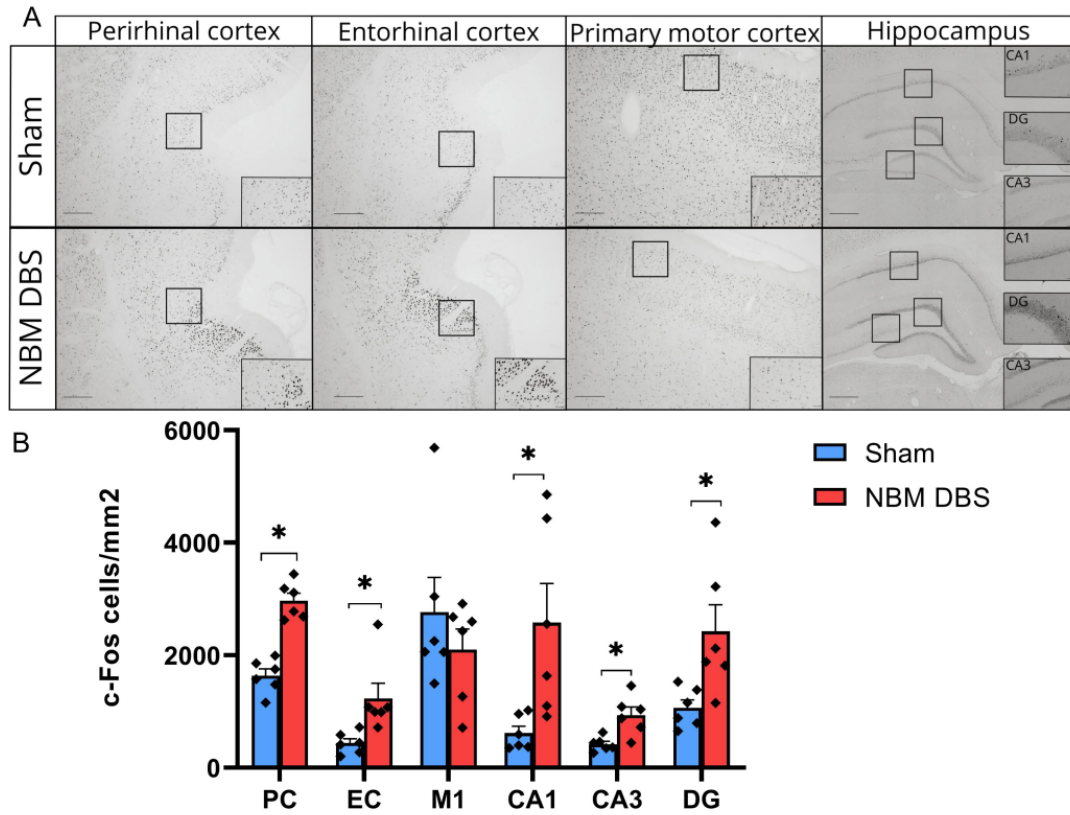 A
Perirhinal cortex
Entorhinal cortex
Primary motor cortex
Hippocampus
Sham
CA1
DG
CA3
NBM DBS
CA1
DG
CA3
B
c-Fos cells/mm2
6000
4000
2000
0
*
*
*
*
*
PC
EC
M1
CA1
CA3
DG
Sham
NBM DBS